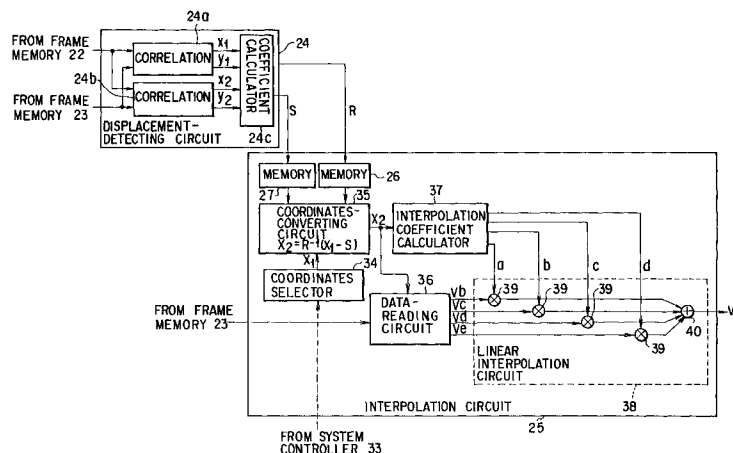 24a
FROM FRAME
MEMORY 22
CORRELATION
X1
y1
24
24b
CORRELATION
X2
y2
COEFFICIENT
CALCULATOR
FROM FRAME
MEMORY 23
DISPLACEMENT-
DETECTING CIRCUIT
24c
S
R
MEMORY
MEMORY
26
27
35
COORDINATES-
CONVERTING
CIRCUIT
X2=R⁻¹(X1-S)
X2
37
INTERPOLATION
COEFFICIENT
CALCULATOR
X1
34
COORDINATES
SELECTOR
36
a
b
c
d
FROM FRAME
MEMORY 23
DATA-
READING
CIRCUIT
Vb
Vc
Vd
Ve
39
39
39
39
40
LINEAR
INTERPOLATION
CIRCUIT
INTERPOLATION CIRCUIT
38
25
FROM SYSTEM
CONTROLLER 33